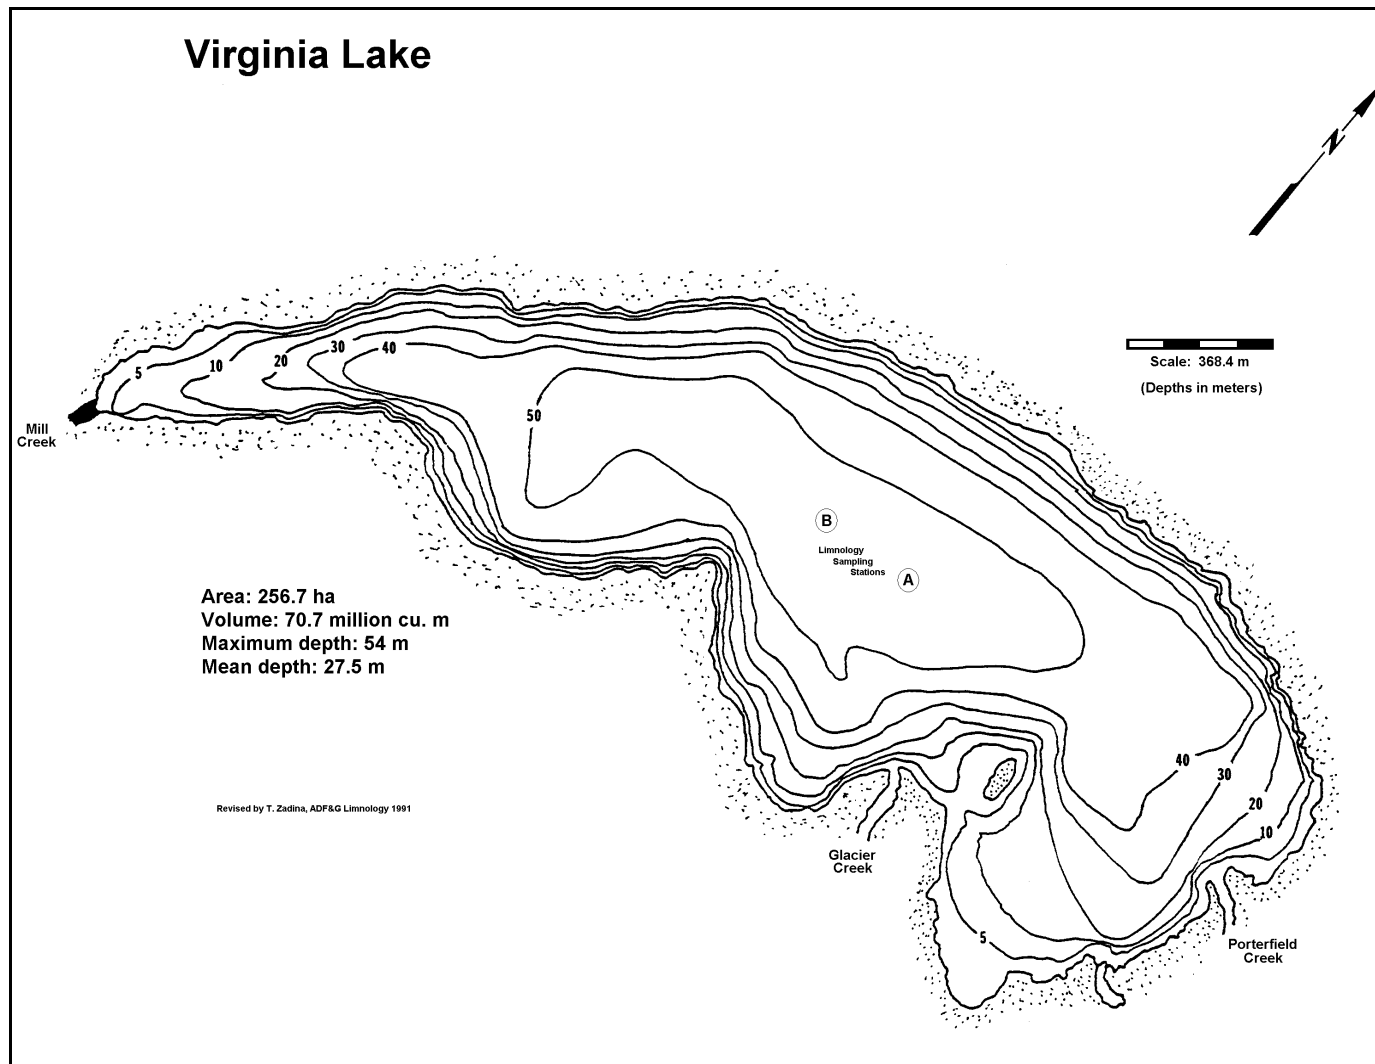 Virginia Lake
N
30
40
20
10
5
50
Scale: 368.4 m
(Depths in meters)
Mill
Creek
B
Limnology
Sampling
Stations
A
Area: 256.7 ha
Volume: 70.7 million cu. m
Maximum depth: 54 m
Mean depth: 27.5 m
40
30
20
10
Revised by T. Zadina, ADF&G Limnology 1991
Glacier
Creek
5
Porterfield
Creek